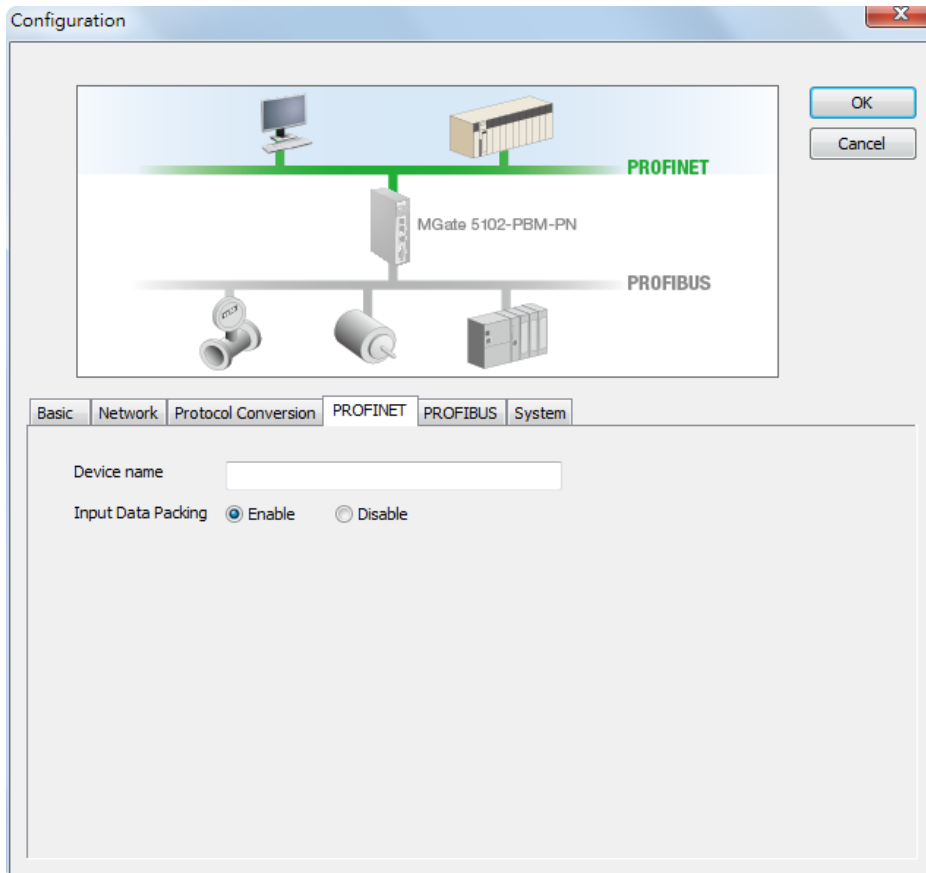 Configuration
x
OK
Cancel
PROFINET
MGate 5102-PBM-PN
PROFIBUS
Basic Network Protocol Conversion PROFINET PROFIBUS System
Device name
Input Data Packing Enable Disable